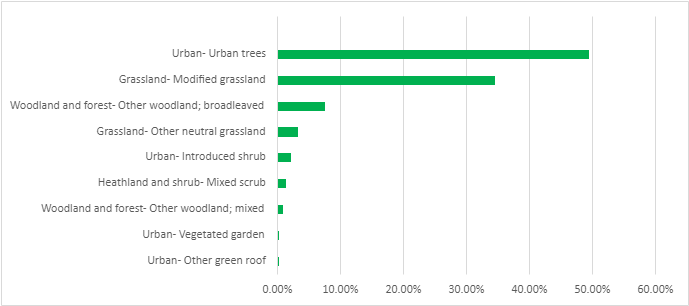 Urban- Urban trees
Grassland- Modified grassland
Woodland and forest- Other woodland; broadleaved
Grassland- Other neutral grassland
Urban- Introduced shrub
Heathland and shrub- Mixed scrub
Woodland and forest- Other woodland; mixed
Urban- Vegetated garden
Urban- Other green roof
0.00% 10.00% 20.00% 30.00% 40.00% 50.00% 60.00%